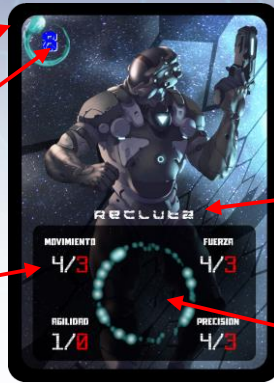 8
Recluta
MOVIMIENTO FUERZA
4/3 4/3
AGILIDAD PRECISION
1/0 4/3